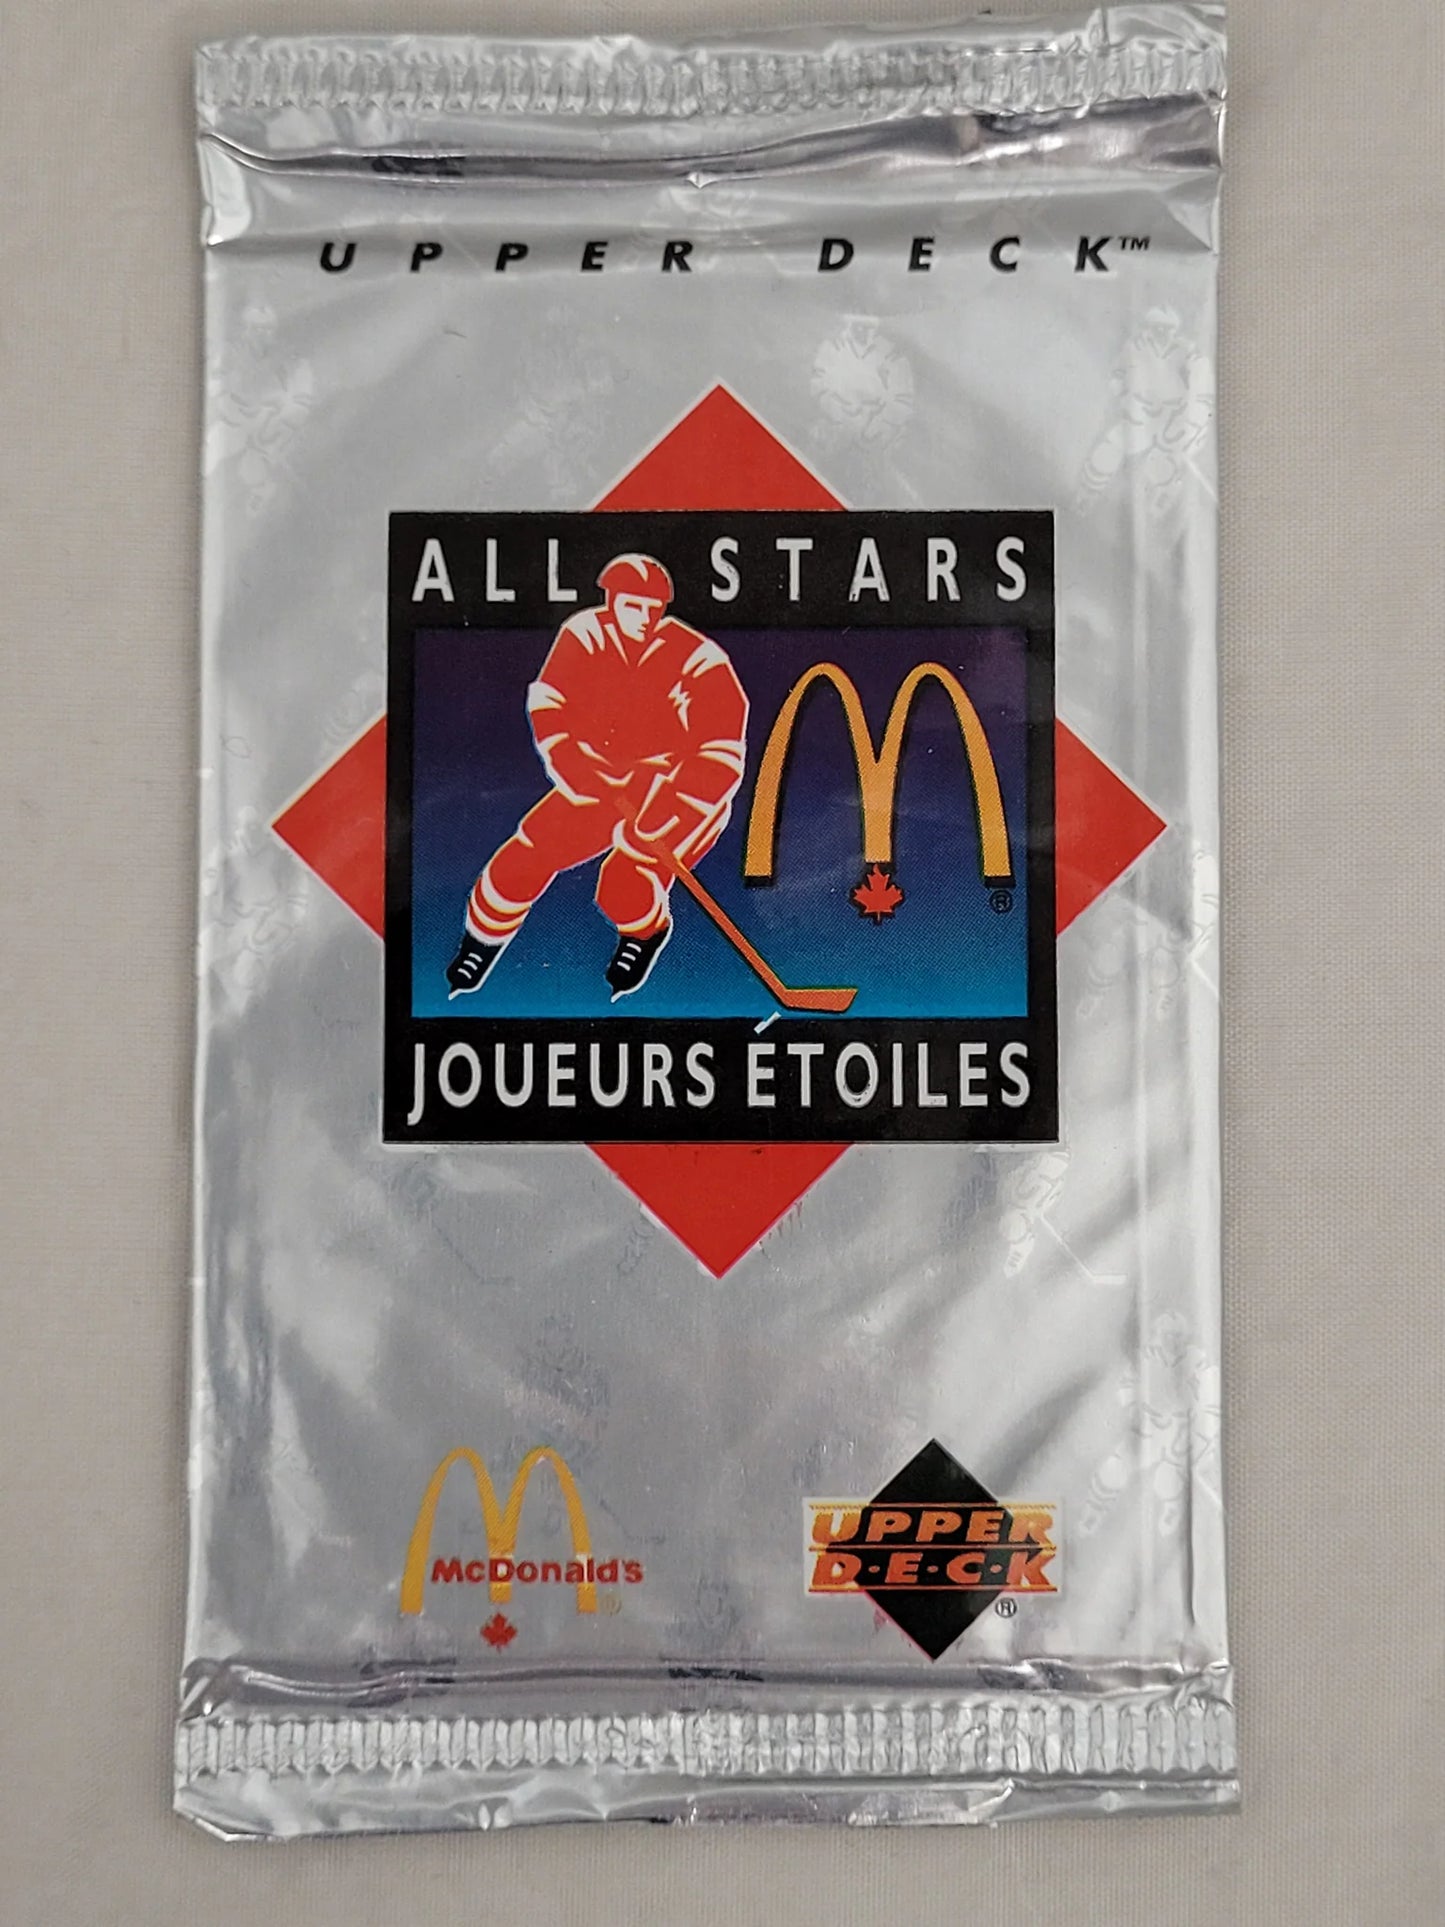 UPPER DECK™
ALL STARS
®
JOUEURS ÉTOILES
McDonald's
®
UPPER
D·E·C·K
®